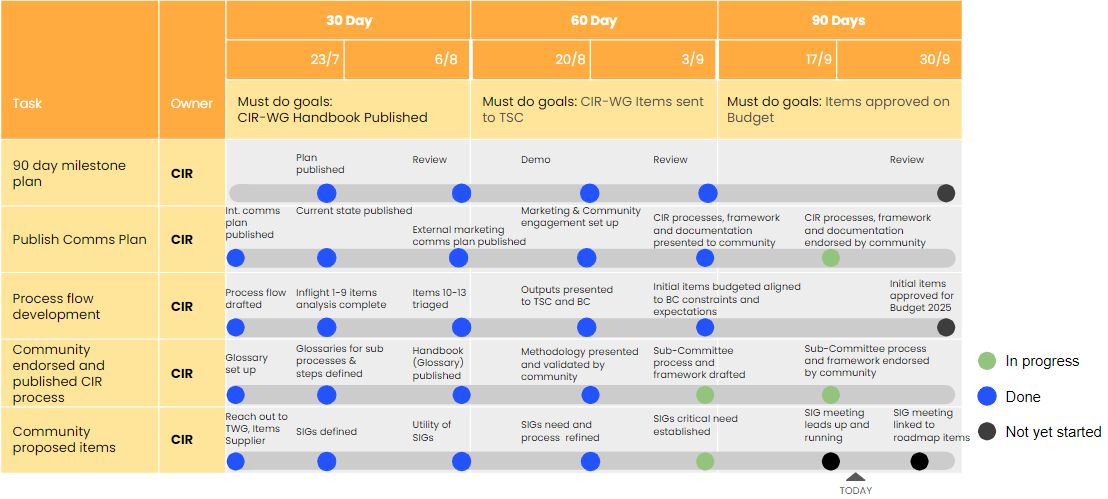 30 Day
60 Day
90 Days
23/7
6/8
20/8
3/9
17/9
30/9
Task
Owner
Must do goals:
CIR-WG Handbook Published
Must do goals: CIR-WG Items sent
to TSC
Must do goals: Items approved on
Budget
90 day milestone
plan
CIR
Plan
published
Review
Demo
Review
Review
Publish Comms Plan
CIR
Int. comms
plan
published
Current state published
External marketing
comms plan published
Marketing & Community
engagement set up
CIR processes, framework
and documentation
presented to community
CIR processes, framework
and documentation
endorsed by community
Process flow
development
CIR
Process flow
drafted
Inflight 1-9 items
analysis complete
Items 10-13
triaged
Outputs presented
to TSC and BC
Initial items budgeted aligned
to BC constraints and
expectations
Initial items
approved for
Budget 2025
Community
endorsed and
published CIR
process
CIR
Glossary
set up
Glossaries for sub
processes &
steps defined
Handbook
(Glossary)
published
Methodology presented
and validated by
community
Sub-Committee
process and
framework drafted
Sub-Committee process
and framework endorsed
by community
Community
proposed items
CIR
Reach out to
TWG, Items
Supplier
SIGs defined
Utility of
SIGs
SIGs need and
process refined
SIGs critical need
established
SIG meeting
leads up and
running
SIG meeting
linked to
roadmap items
In progress
Done
Not yet started
TODAY